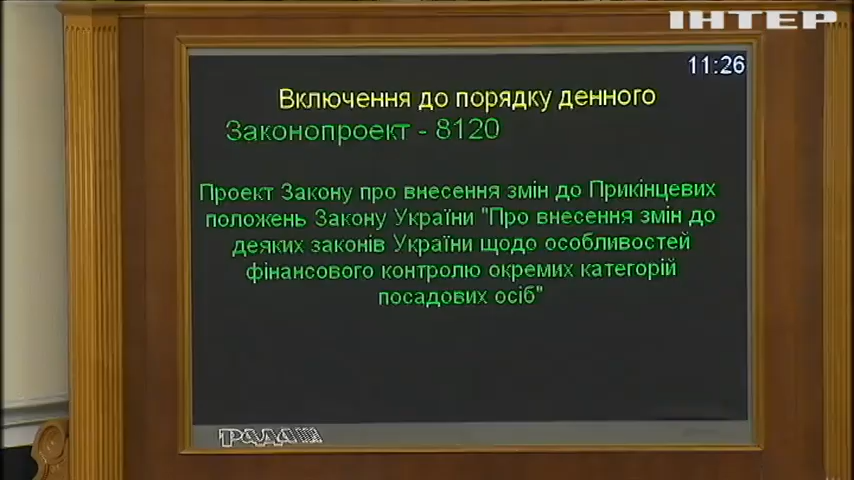 ІНТЕР
11:26
Включення до порядку денного
Законопроект - 8120
Проект Закону про внесення змін до Прикінцевих
положень Закону України "Про внесення змін до
деяких законів України щодо особливостей
фінансового контролю окремих категорій
посадових осіб"
РАДА